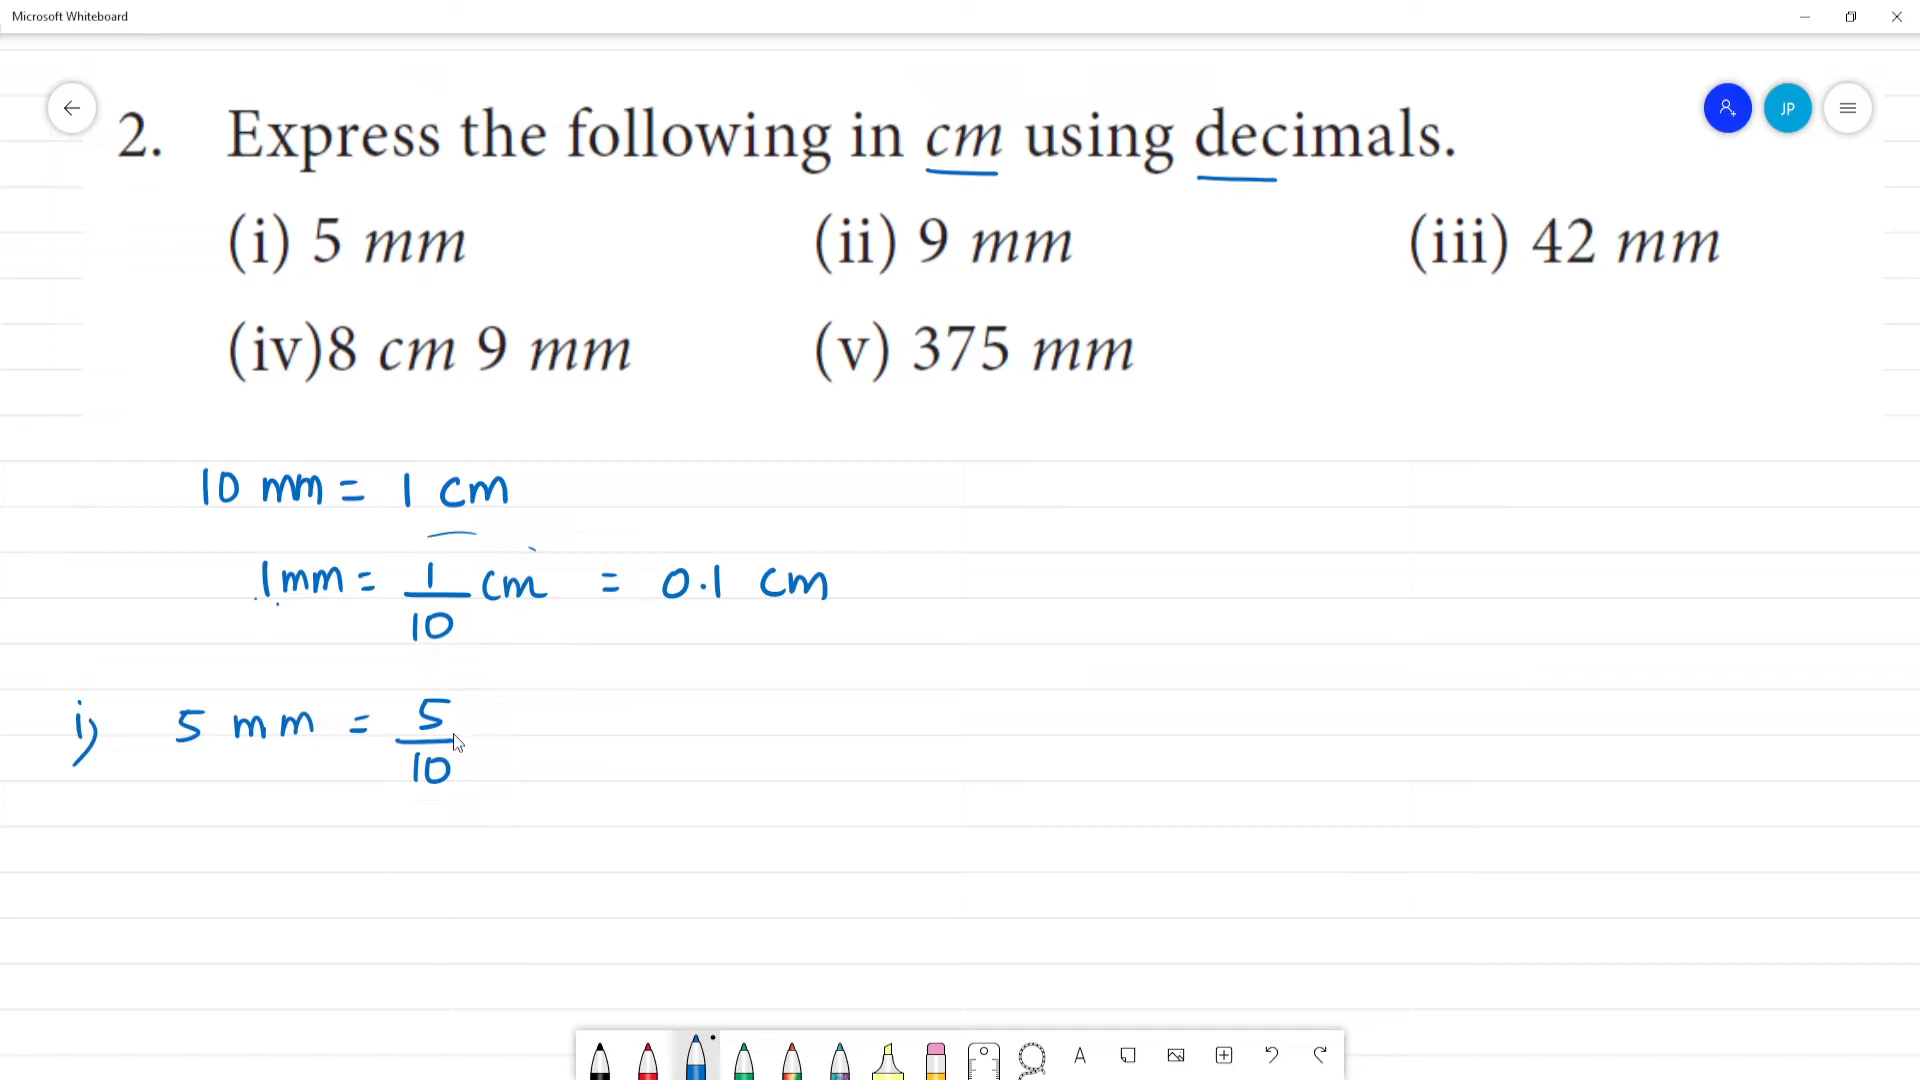 Microsoft Whiteboard
JP
2. Express the following in cm using decimals.
(i) 5 mm (ii) 9 mm (iii) 42 mm
(iv)8 cm 9 mm (v) 375 mm
10 mm = 1 cm
1 mm = 1/10 cm = 0.1 cm
i) 5 mm = 5/10
A